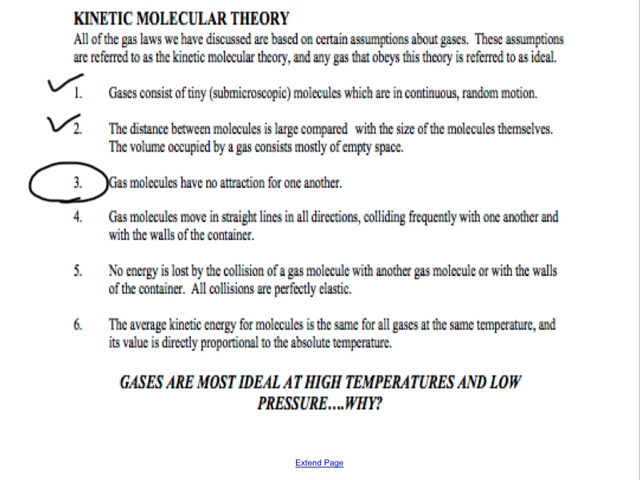 KINETIC MOLECULAR THEORY
All of the gas laws we have discussed are based on certain assumptions about gases. These assumptions
are referred to as the kinetic molecular theory, and any gas that obeys this theory is referred to as ideal.
1. Gases consist of tiny (submicroscopic) molecules which are in continuous, random motion.
2. The distance between molecules is large compared with the size of the molecules themselves.
The volume occupied by a gas consists mostly of empty space.
3. Gas molecules have no attraction for one another.
4. Gas molecules move in straight lines in all directions, colliding frequently with one another and
with the walls of the container.
5. No energy is lost by the collision of a gas molecule with another gas molecule or with the walls
of the container. All collisions are perfectly elastic.
6. The average kinetic energy for molecules is the same for all gases at the same temperature, and
its value is directly proportional to the absolute temperature.
GASES ARE MOST IDEAL AT HIGH TEMPERATURES AND LOW
PRESSURE....WHY?
Extend Page